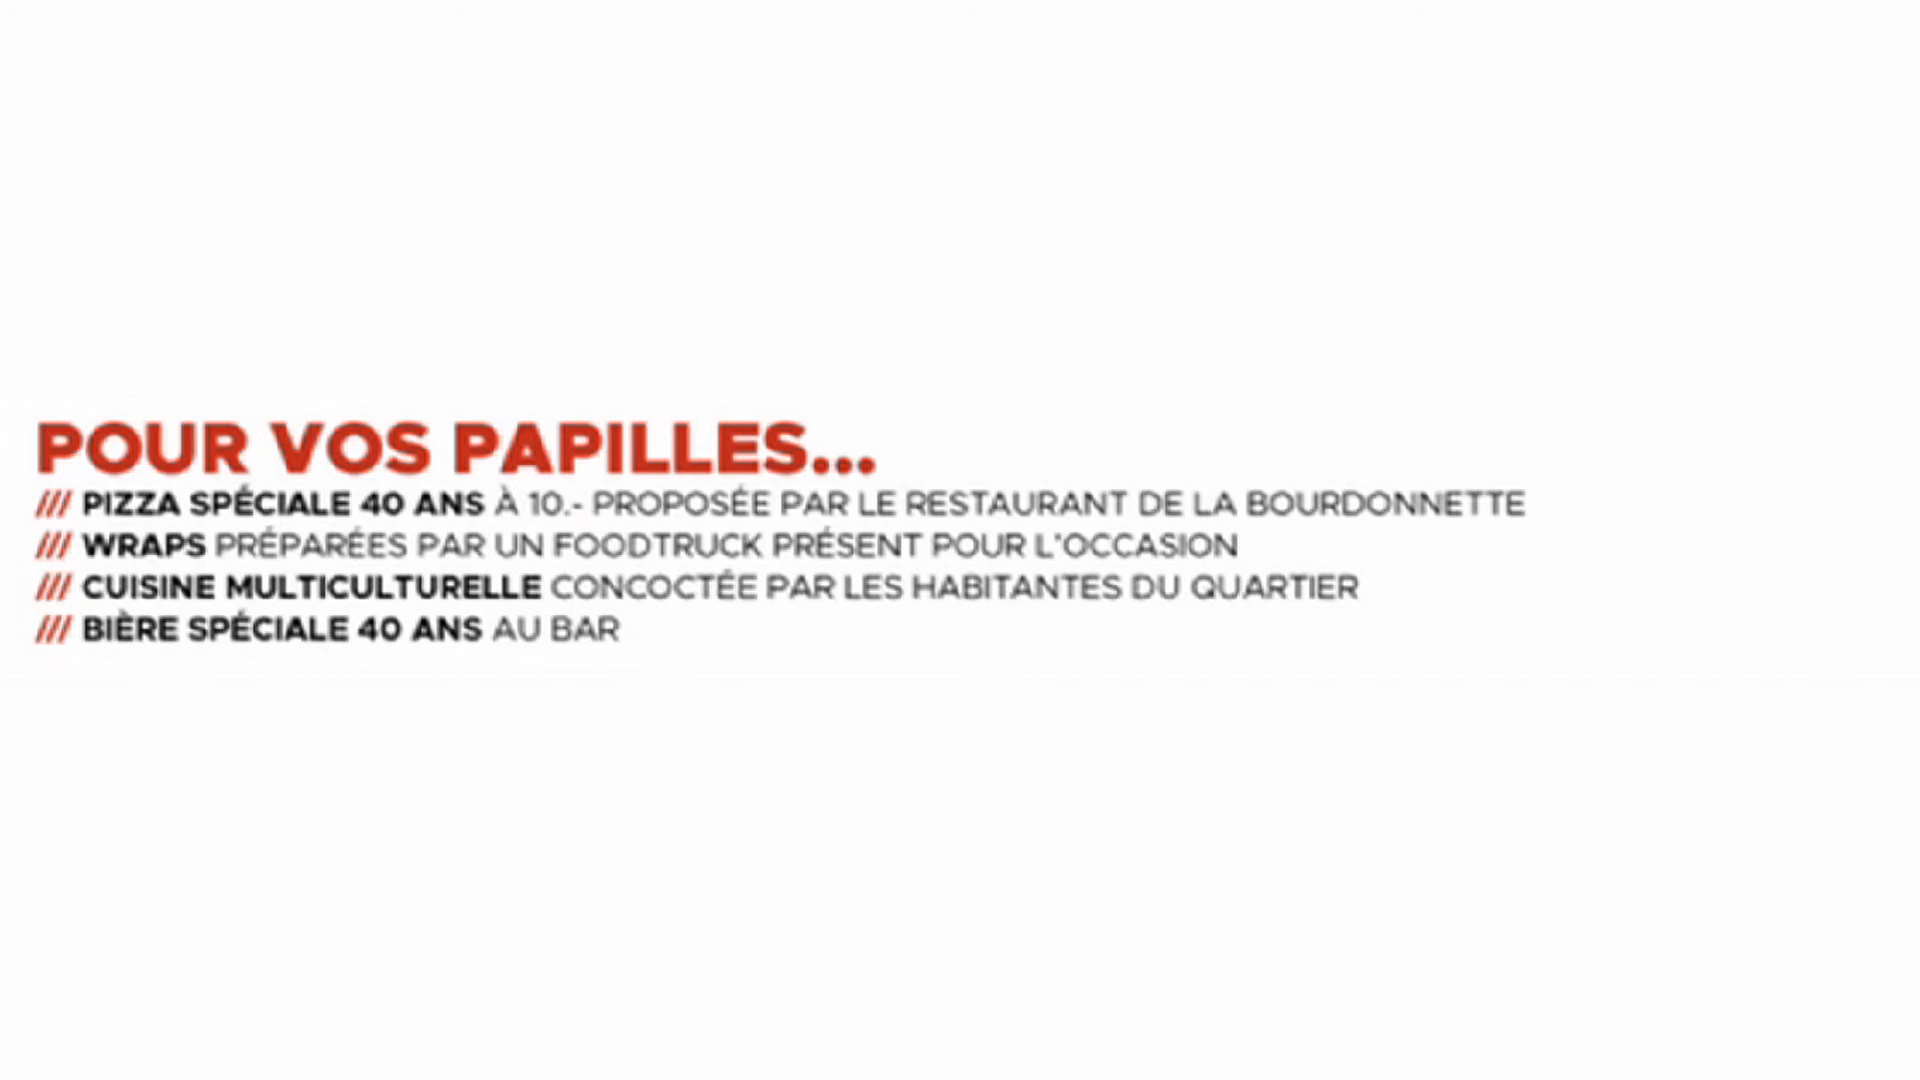 POUR VOS PAPILLES...
/// PIZZA SPÉCIALE 40 ANS À 10.- PROPOSÉE PAR LE RESTAURANT DE LA BOURDONNETTE
/// WRAPS PRÉPARÉES PAR UN FOODTRUCK PRÉSENT POUR L'OCCASION
/// CUISINE MULTICULTURELLE CONCOCTÉE PAR LES HABITANTES DU QUARTIER
/// BIÈRE SPÉCIALE 40 ANS AU BAR